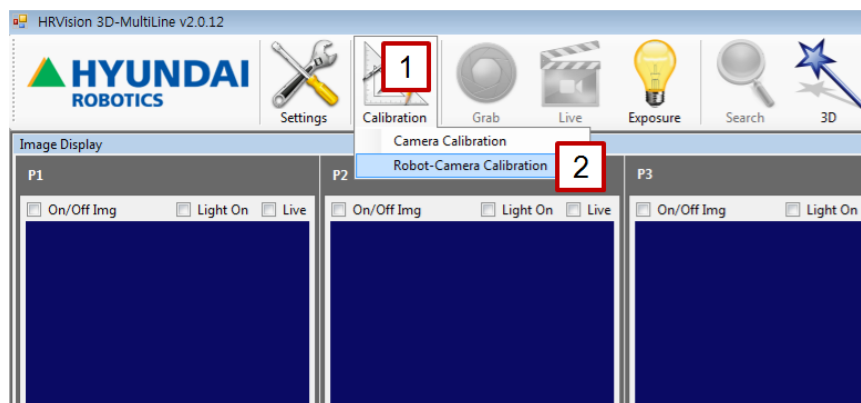 HRVision 3D-MultiLine v2.0.12
HYUNDAI
ROBOTICS
1
Settings
Calibration
Grab
Live
Exposure
Search
3D
Camera Calibration
Robot-Camera Calibration
2
Image Display
P1
P2
P3
On/Off Img
Light On
Live
On/Off Img
Light On
Live
On/Off Img
Light On